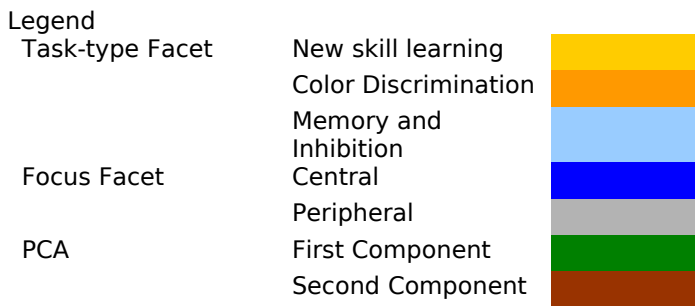 Legend
Task-type Facet New skill learning
Color Discrimination
Memory and
Inhibition
Focus Facet Central
Peripheral
PCA First Component
Second Component